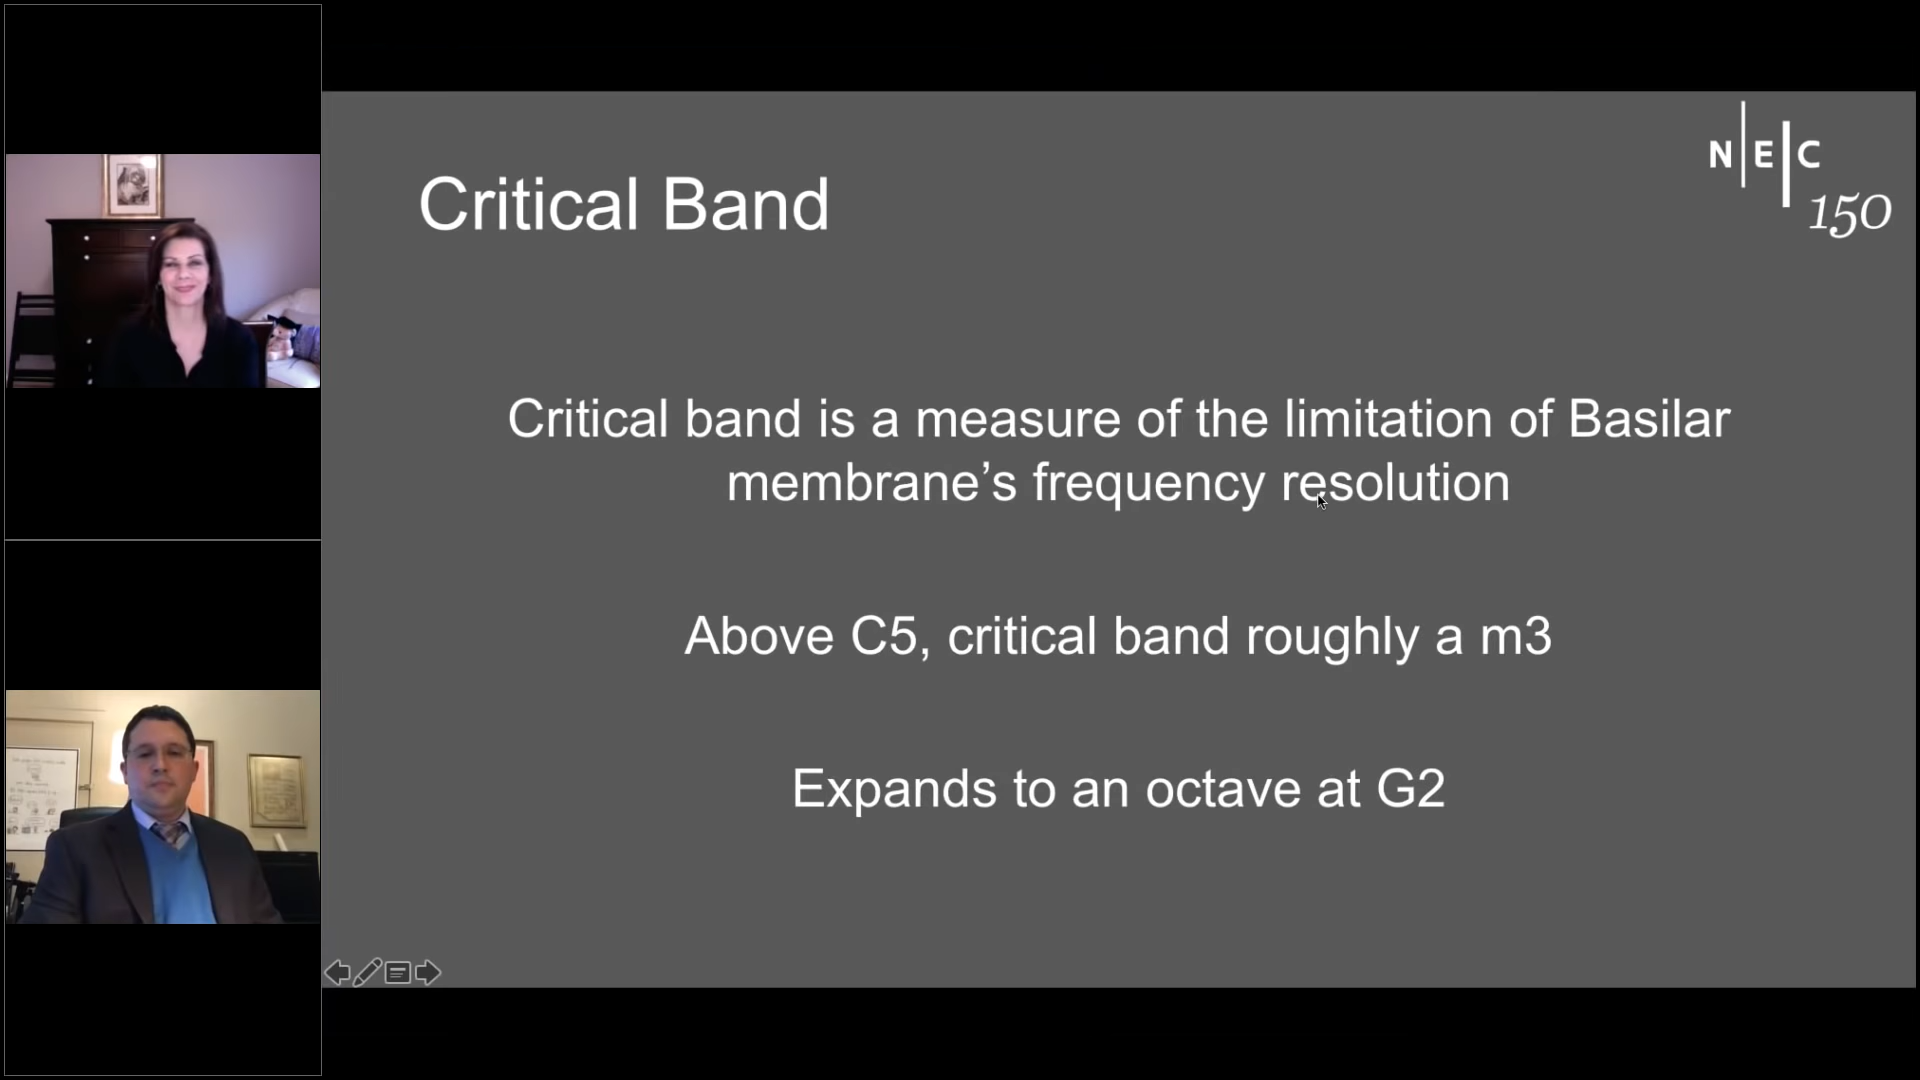 N E C
150
Critical Band
Critical band is a measure of the limitation of Basilar
membrane’s frequency resolution
Above C5, critical band roughly a m3
Expands to an octave at G2